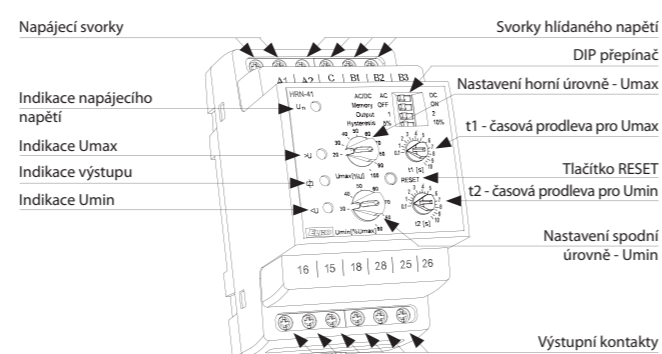 Napájecí svorky
Svorky hlídaného napětí
DIP přepínač
Nastavení horní úrovně - Umax
Indikace napájecího
napětí
t1 - časová prodleva pro Umax
Indikace Umax
Tlačítko RESET
Indikace výstupu
t2 - časová prodleva pro Umin
Indikace Umin
Nastavení spodní
úrovně - Umin
Výstupní kontakty
A1 A2 C B1 B2 B3
HRN-41
Un
AC/DC AC DC
Memory OFF ON
Output 1 2
Hysteresis 5% 10%
>U
Umax[%U]
t1 [s]
RESET
<U
Umin[%Umax]
t2 [s]
16 15 18 28 25 26